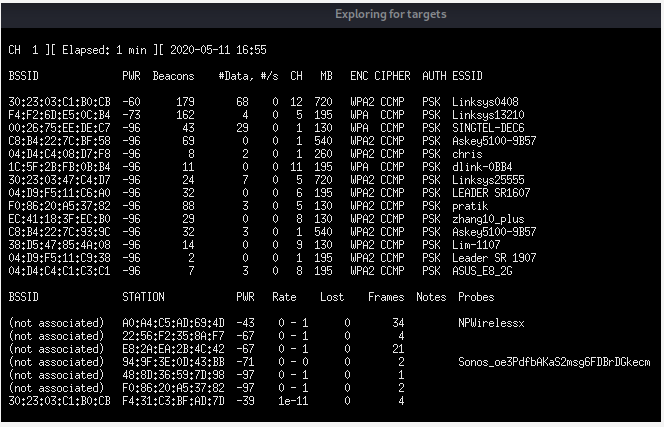 Exploring for targets
CH 1 ][ Elapsed: 1 min ][ 2020-05-11 16:55
BSSID PWR Beacons #Data, #/s CH MB ENC CIPHER AUTH ESSID
30:23:03:C1:B0:CB -60 179 68 0 12 720 WPA2 CCMP PSK Linksys0408
F4:F2:6D:E5:0C:B4 -73 162 4 0 5 195 WPA CCMP PSK Linksys13210
00:26:75:EE:DE:C7 -96 43 29 0 1 130 WPA CCMP PSK SINGTEL-DEC6
C8:B4:22:7C:BF:58 -96 69 0 0 1 540 WPA2 CCMP PSK Askey5100-9B57
04:D4:C4:08:D7:F8 -96 8 2 0 1 260 WPA2 CCMP PSK chris
1C:5F:2B:FB:0B:B4 -96 11 0 0 11 195 WPA CCMP PSK dlink-0BB4
30:23:03:47:C4:D7 -96 24 7 0 5 720 WPA2 CCMP PSK Linksys25555
04:D9:F5:11:C6:A0 -96 32 0 0 6 195 WPA2 CCMP PSK LEADER SR1607
F0:86:20:A5:37:82 -96 88 3 0 5 130 WPA2 CCMP PSK pratik
EC:41:18:3F:EC:B0 -96 29 0 0 8 130 WPA2 CCMP PSK zhang10_plus
C8:B4:22:7C:93:9C -96 32 3 0 1 540 WPA2 CCMP PSK Askey5100-9B57
38:D5:47:85:4A:08 -96 14 0 0 9 130 WPA2 CCMP PSK Lim-1107
04:D9:F5:11:C9:38 -96 2 0 0 1 195 WPA2 CCMP PSK Leader SR 1907
04:D4:C4:C1:C3:C1 -96 7 3 0 8 195 WPA2 CCMP PSK ASUS_E8_2G
BSSID STATION PWR Rate Lost Frames Notes Probes
(not associated) A0:A4:C5:AD:69:4D -43 0 - 1 0 34 NPWirelessx
(not associated) 22:56:F2:35:8A:F7 -67 0 - 1 0 4
(not associated) E8:2A:EA:2B:4C:42 -67 0 - 1 0 21
(not associated) 94:9F:3E:0D:43:BB -71 0 - 1 0 2 Sonos_oe3PdfbAKaS2msg6FDBrDGkecm
(not associated) 48:8D:36:59:7D:98 -97 0 - 1 0 1
(not associated) F0:86:20:A5:37:82 -97 0 - 1 0 2
30:23:03:C1:B0:CB F4:31:C3:BF:AD:7D -39 1e-11 0 4